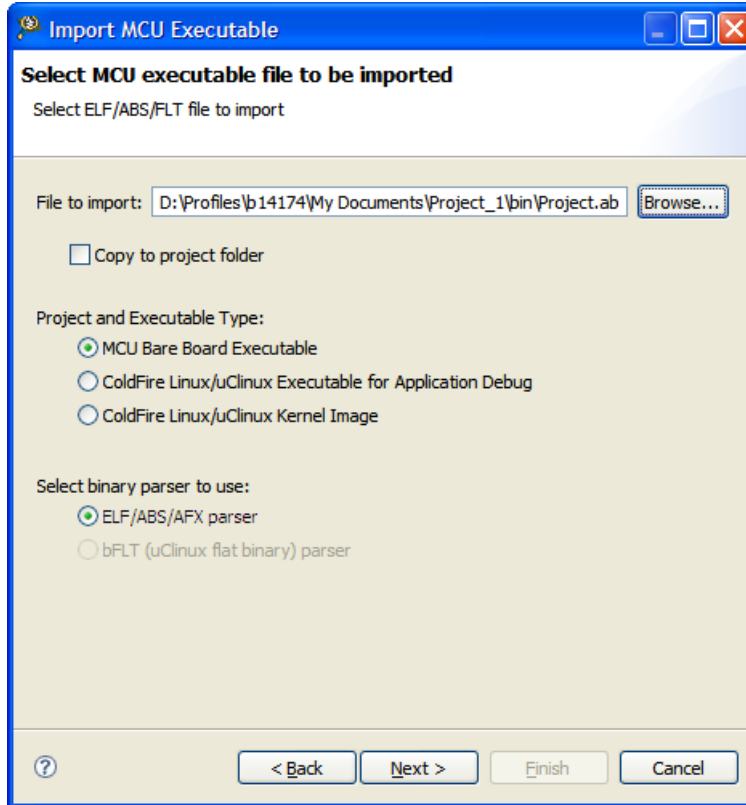 Import MCU Executable
Select MCU executable file to be imported
Select ELF/ABS/FLT file to import
File to import: D:\Profiles\b14174\My Documents\Project_1\bin\Project.ab Browse...
Copy to project folder
Project and Executable Type:
MCU Bare Board Executable
ColdFire Linux/uClinux Executable for Application Debug
ColdFire Linux/uClinux Kernel Image
Select binary parser to use:
ELF/ABS/AFX parser
bFLT (uClinux flat binary) parser
? < Back Next > Finish Cancel